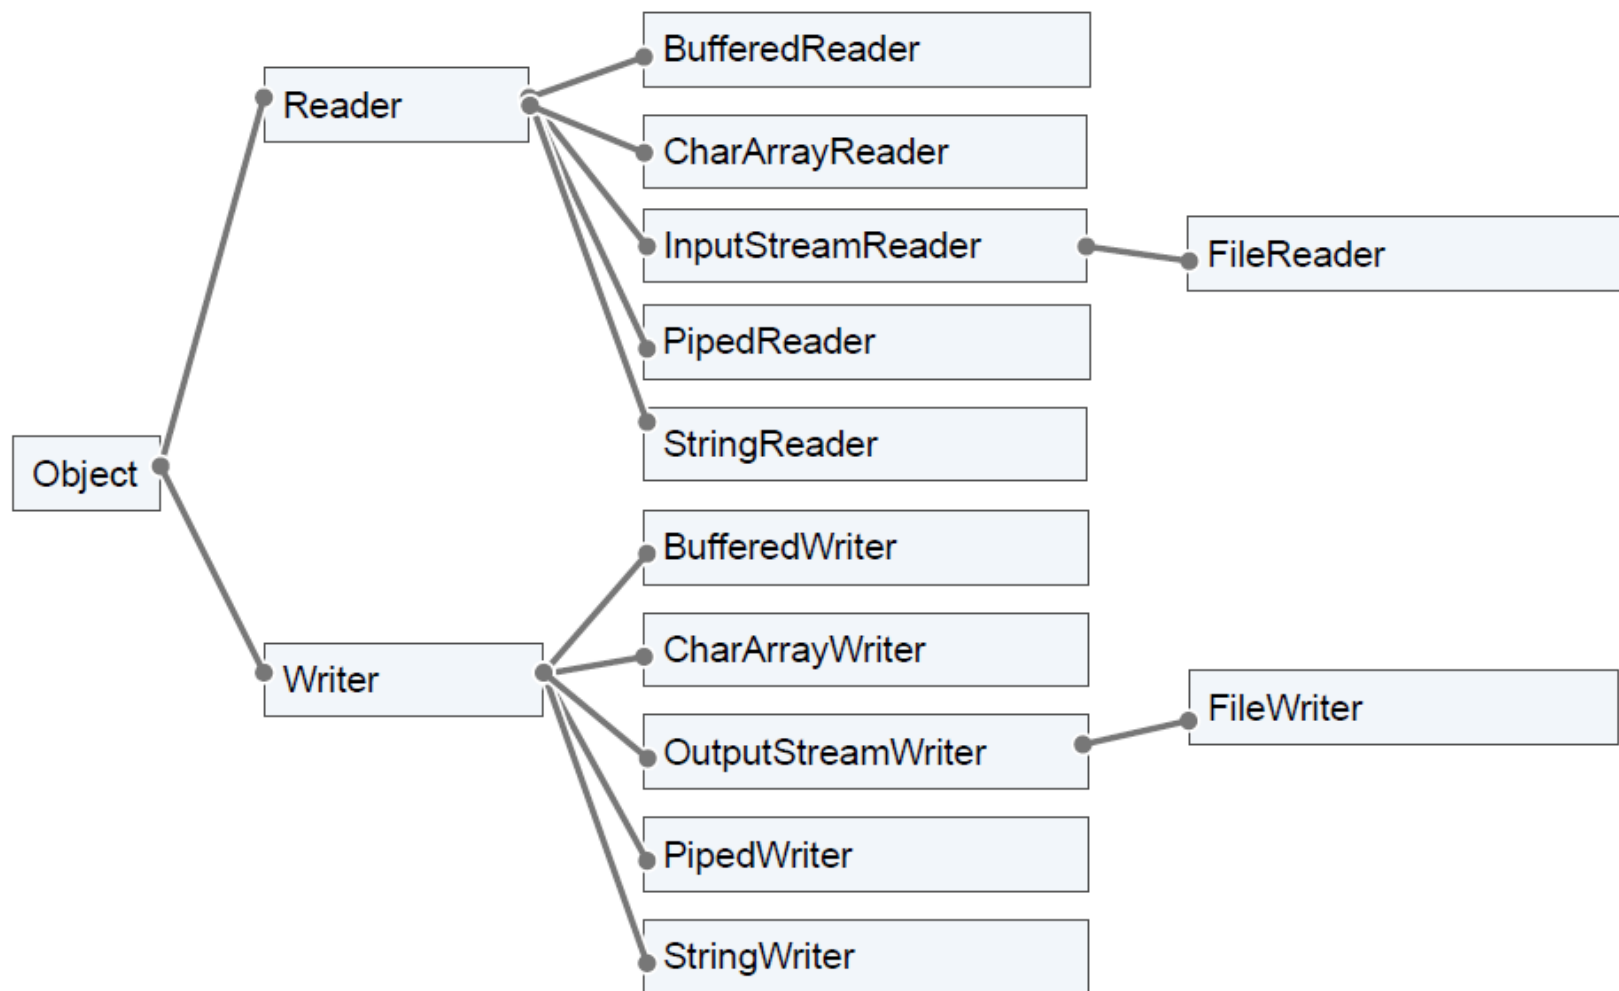 BufferedReader
Reader
CharArrayReader
InputStreamReader
FileReader
PipedReader
StringReader
Object
BufferedWriter
CharArrayWriter
Writer
FileWriter
OutputStreamWriter
PipedWriter
StringWriter